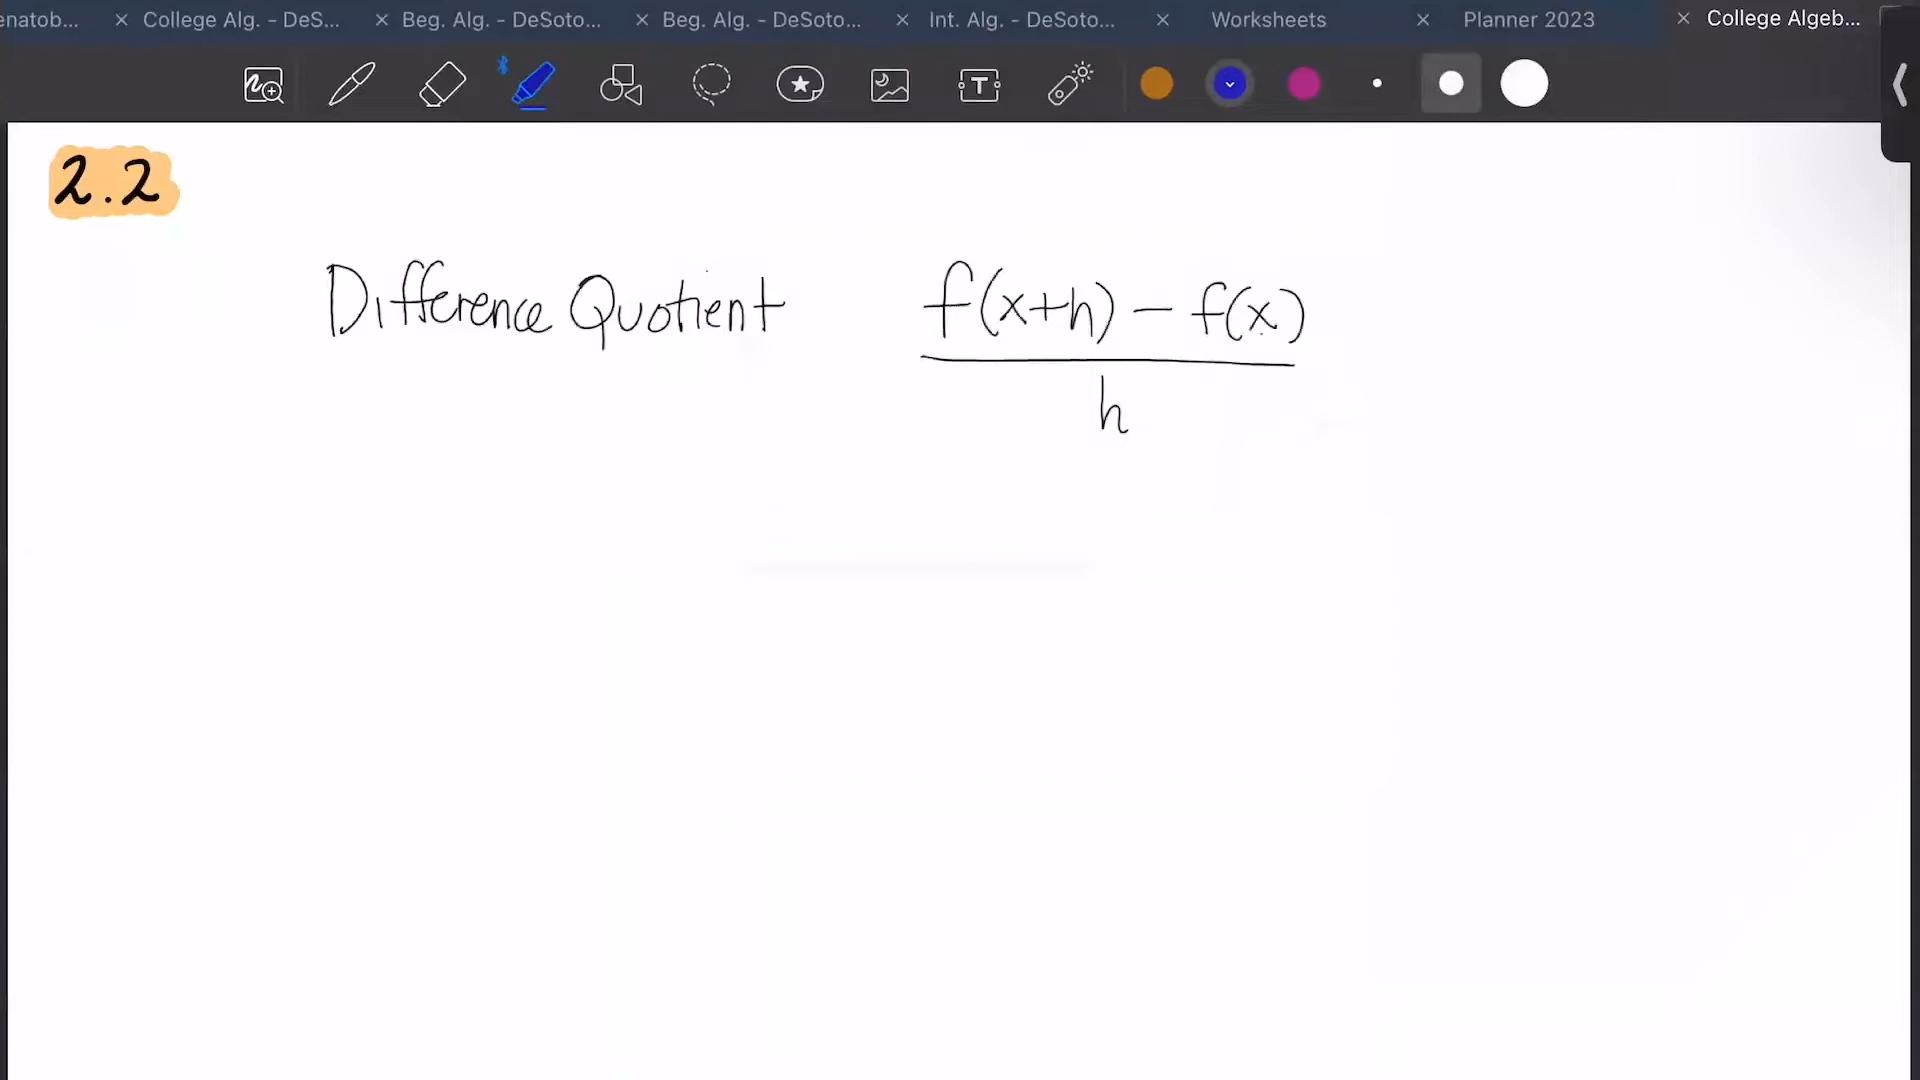 enatob... × College Alg. - DeS... × Beg. Alg. - DeSoto... × Beg. Alg. - DeSoto... × Int. Alg. - DeSoto... × Worksheets × Planner 2023 × College Algeb...
T
2.2
Difference Quotient f(x+h) - f(x)
h